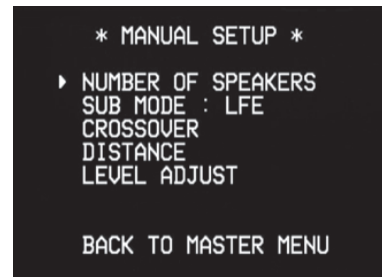 * MANUAL SETUP *
NUMBER OF SPEAKERS
SUB MODE : LFE
CROSSOVER
DISTANCE
LEVEL ADJUST
BACK TO MASTER MENU